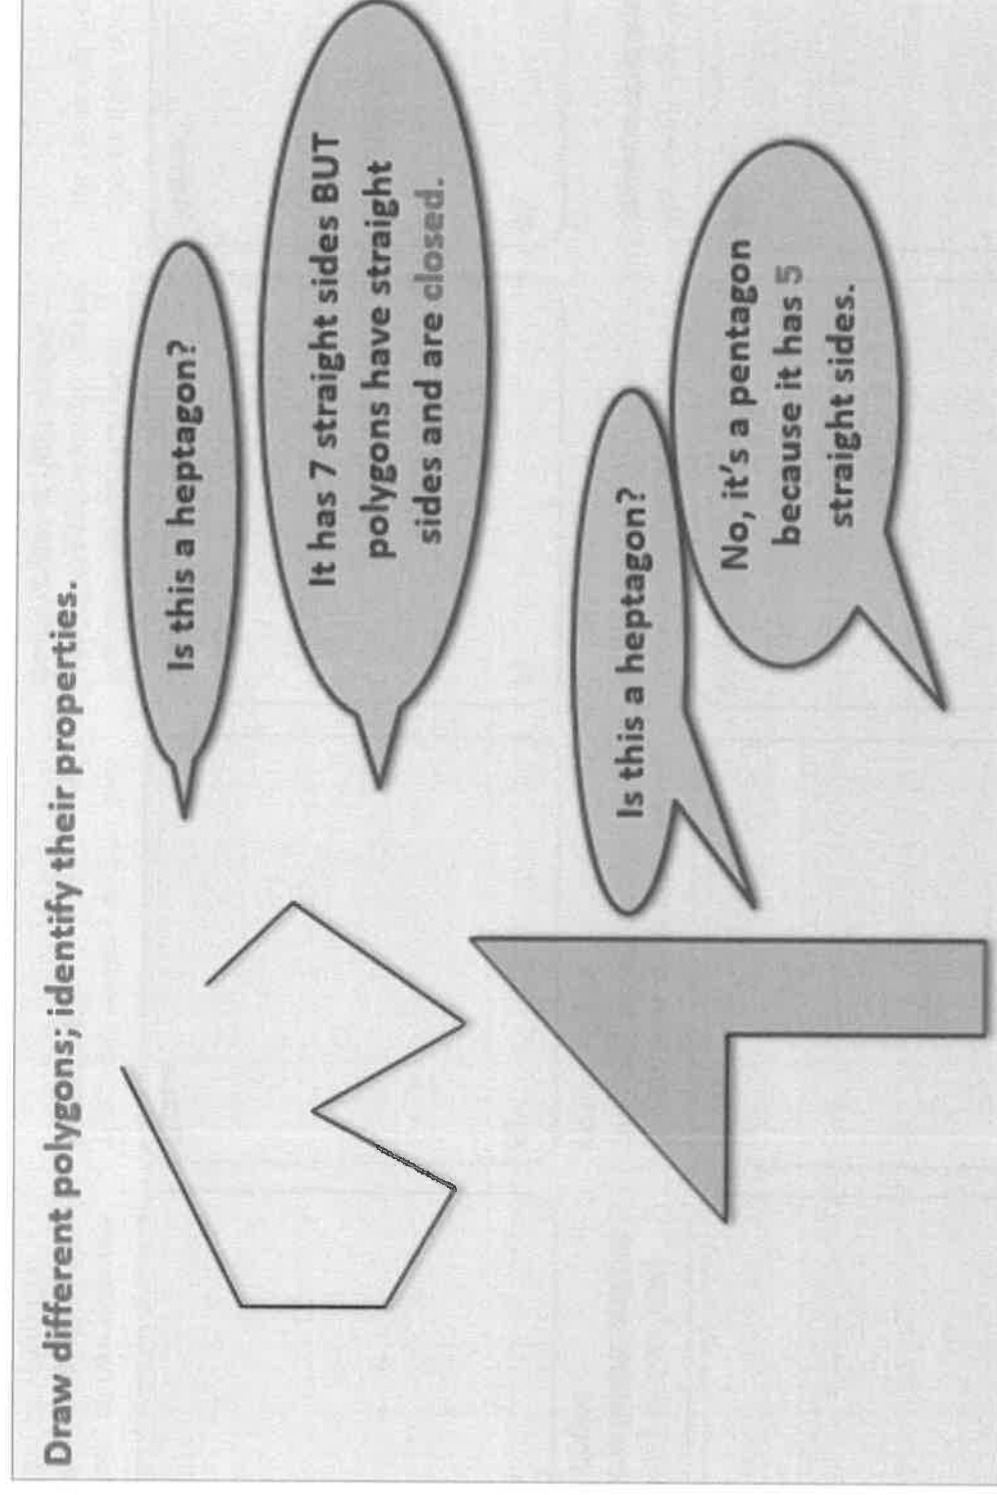 Draw different polygons; identify their properties.
Is this a heptagon?
It has 7 straight sides BUT
polygons have straight
sides and are closed.
Is this a heptagon?
No, it's a pentagon
because it has 5
straight sides.